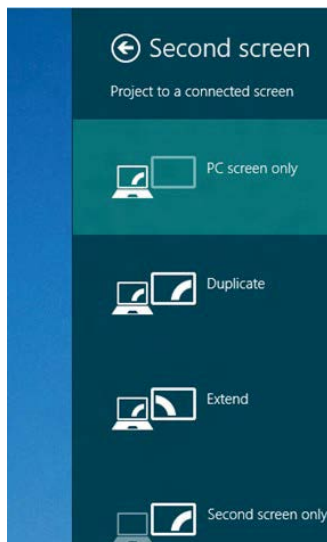 Second screen
Project to a connected screen
PC screen only
Duplicate
Extend
Second screen only